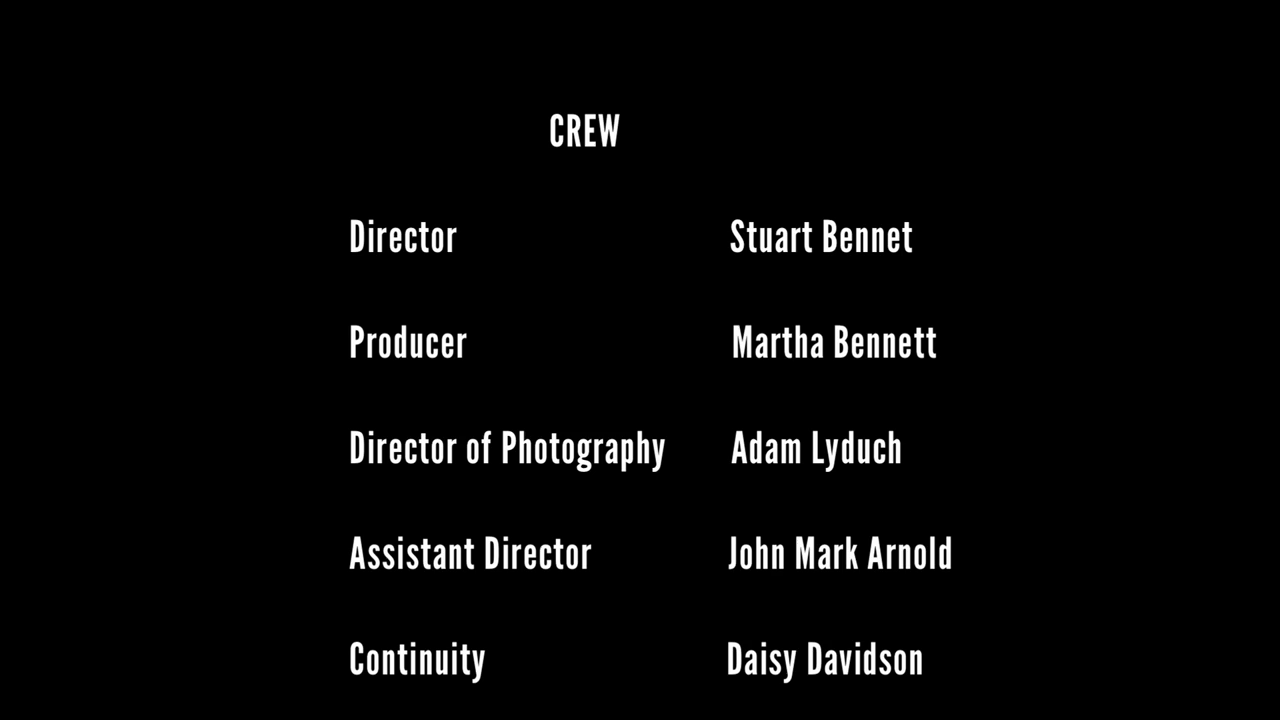 CREW
Director Stuart Bennet
Producer Martha Bennett
Director of Photography Adam Lyduch
Assistant Director John Mark Arnold
Continuity Daisy Davidson